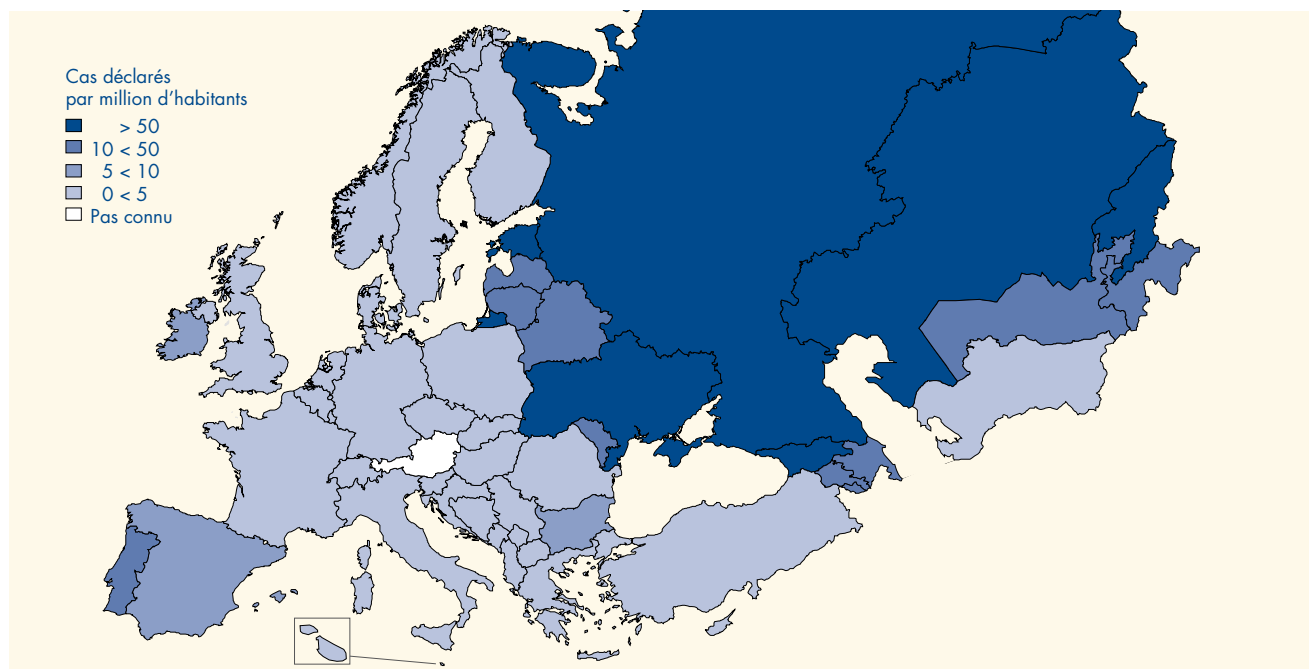 Cas déclarés
par million d’habitants
> 50
10 < 50
5 < 10
0 < 5
Pas connu